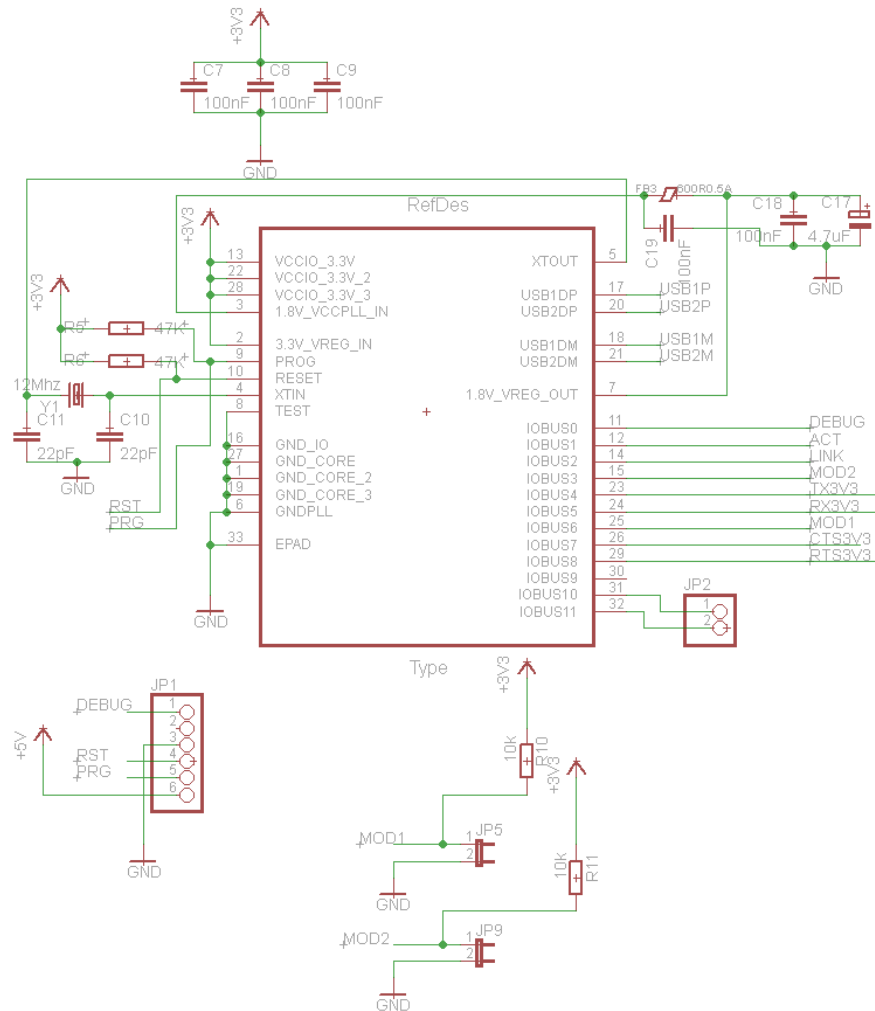 +3V3
C7 C8 C9
100nF 100nF 100nF
GND
RefDes
FB3 600R0.5A
C18 C17
100nF 4.7uF
C19
100nF
GND
+3V3
+3V3
13 VCCIO_3.3V
22 VCCIO_3.3V_2
28 VCCIO_3.3V_3
3 1.8V_VCCPLL_IN
2 3.3V_VREG_IN
9 PROG
10 RESET
4 XTIN
8 TEST
16 GND_IO
27 GND_CORE
1 GND_CORE_2
19 GND_CORE_3
6 GNDPLL
33 EPAD
XTOUT 5
USB1DP 17 USB1P
USB2DP 20 USB2P
USB1DM 18 USB1M
USB2DM 21 USB2M
1.8V_VREG_OUT 7
IOBUS0 11 DEBUG
IOBUS1 12 ACT
IOBUS2 14 LINK
IOBUS3 15 MOD2
IOBUS4 23 TX3V3
IOBUS5 24 RX3V3
IOBUS6 25 MOD1
IOBUS7 26 CTS3V3
IOBUS8 29 RTS3V3
IOBUS9 30
IOBUS10 31
IOBUS11 32
R5 47K
R6 47K
12Mhz
Y1
C11 C10
22pF 22pF
GND
RST
PRG
GND
JP2
1
2
Type
JP1
DEBUG 1
2
3
RST 4
PRG 5
6
+5V
GND
+3V3
10k R10
MOD1 1 JP5
2
GND
+3V3
10k R11
MOD2 1 JP9
2
GND